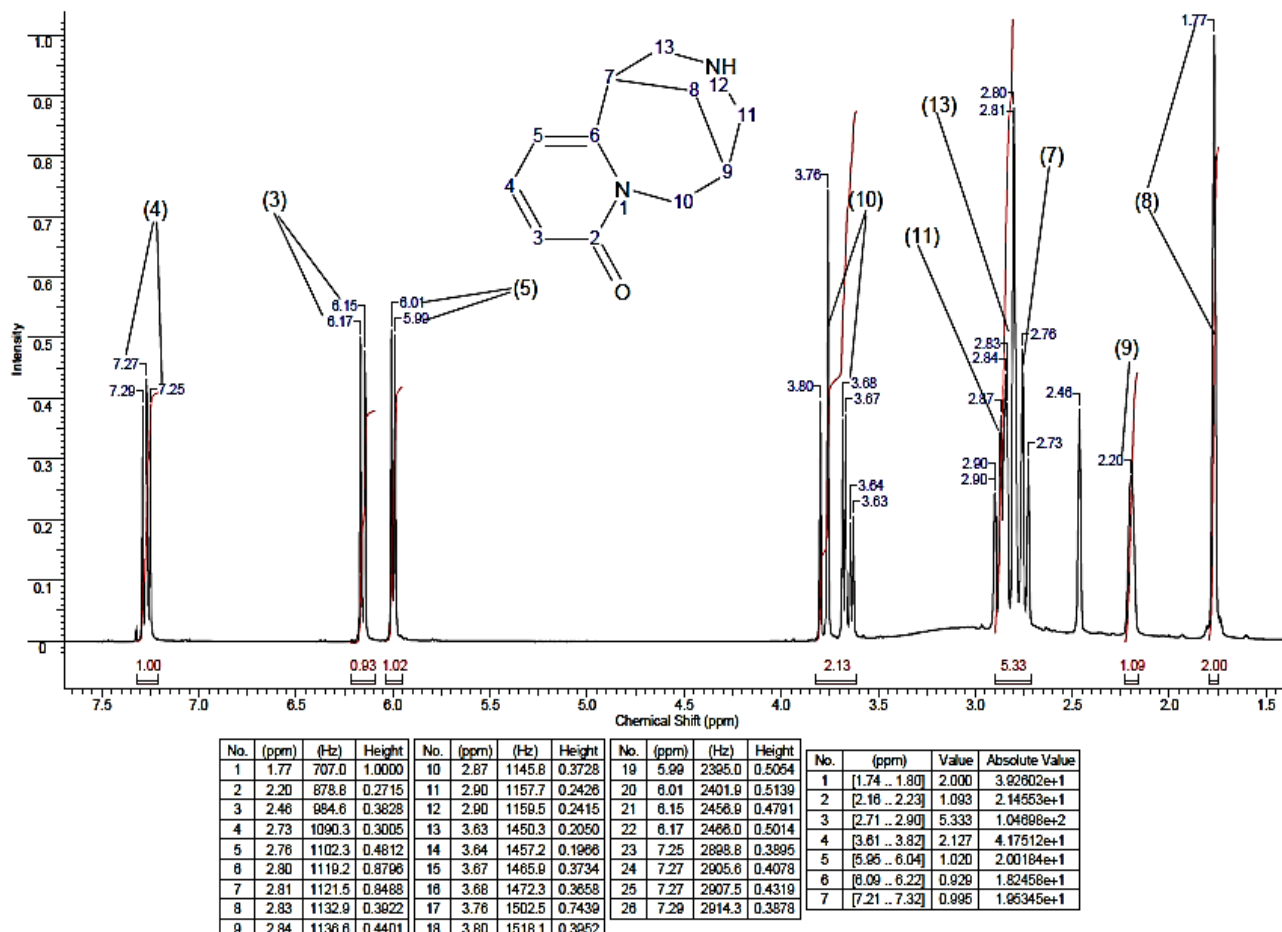 1.0
0.9
0.8
0.7
0.6
0.5
0.4
0.3
0.2
0.1
0
Intensity
13
NH
12
7
8
11
5
6
9
4
N
1
10
3
2
O
(4)
7.27
7.29
7.25
(3)
6.15
6.17
6.01
5.99
(5)
3.76
3.80
(10)
3.68
3.67
3.64
3.63
(11)
(13)
2.80
2.81
(7)
2.83
2.84
2.87
2.90
2.90
2.76
2.73
2.46
(9)
2.20
1.77
(8)
1.00 0.93 1.02 2.13 5.33 1.09 2.00
7.5 7.0 6.5 6.0 5.5 5.0 4.5 4.0 3.5 3.0 2.5 2.0 1.5
Chemical Shift (ppm)
No. (ppm) (Hz) Height
1 1.77 707.0 1.0000
2 2.20 878.8 0.2715
3 2.46 984.6 0.3828
4 2.73 1090.3 0.3005
5 2.76 1102.3 0.4812
6 2.80 1119.2 0.8796
7 2.81 1121.5 0.8488
8 2.83 1132.9 0.3922
9 2.84 1136.6 0.4401
No. (ppm) (Hz) Height
10 2.87 1145.8 0.3728
11 2.90 1157.7 0.2426
12 2.90 1159.5 0.2415
13 3.63 1450.3 0.2050
14 3.64 1457.2 0.1966
15 3.67 1465.9 0.3734
16 3.68 1472.3 0.3658
17 3.76 1502.5 0.7439
18 3.80 1518.1 0.3952
No. (ppm) (Hz) Height
19 5.99 2395.0 0.5054
20 6.01 2401.9 0.5139
21 6.15 2456.9 0.4791
22 6.17 2466.0 0.5014
23 7.25 2898.8 0.3895
24 7.27 2905.6 0.4078
25 7.27 2907.5 0.4319
26 7.29 2914.3 0.3878
No. (ppm) Value Absolute Value
1 [1.74 .. 1.80] 2.000 3.92602e+1
2 [2.16 .. 2.23] 1.093 2.14553e+1
3 [2.71 .. 2.90] 5.333 1.04698e+2
4 [3.61 .. 3.82] 2.127 4.17512e+1
5 [5.95 .. 6.04] 1.020 2.00184e+1
6 [6.09 .. 6.22] 0.929 1.82458e+1
7 [7.21 .. 7.32] 0.995 1.95345e+1